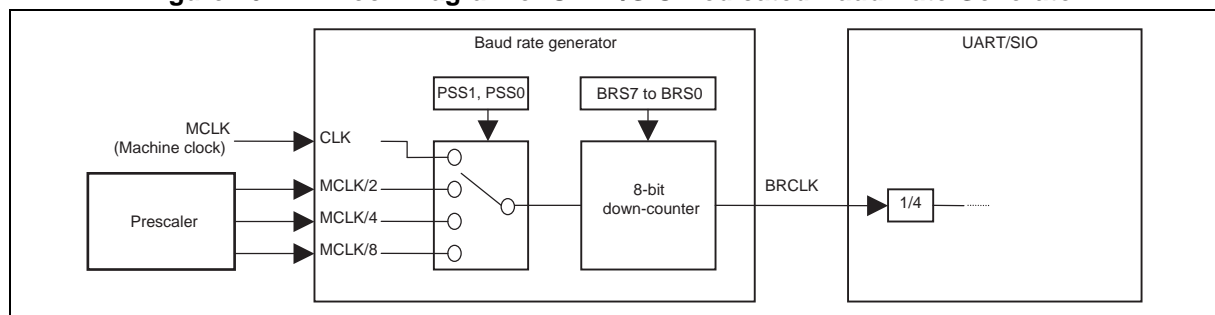 Baud rate generator
UART/SIO
PSS1, PSS0
BRS7 to BRS0
MCLK
(Machine clock)
CLK
MCLK/2
MCLK/4
MCLK/8
Prescaler
8-bit
down-counter
BRCLK
1/4